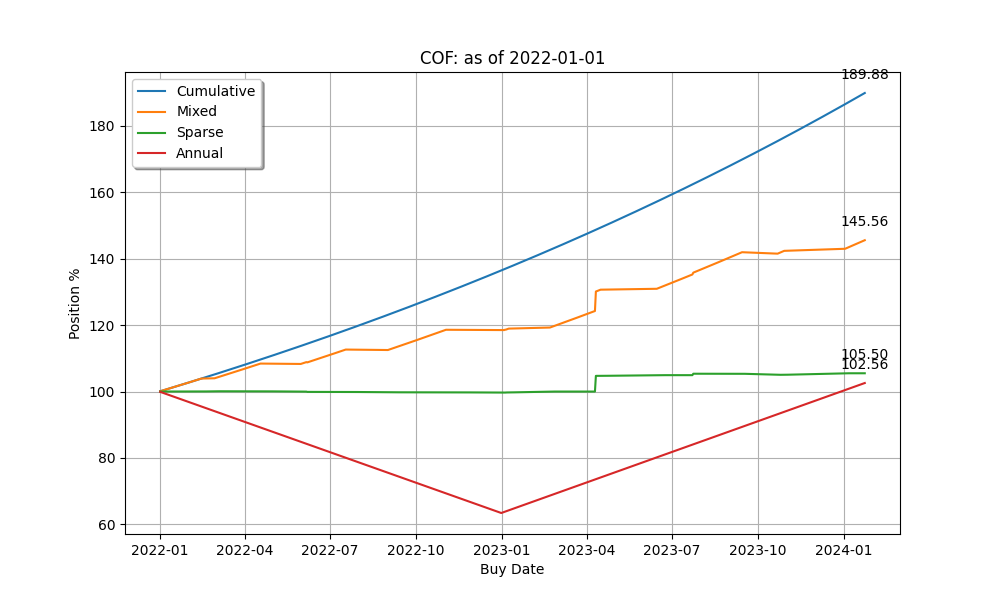 COF: as of 2022-01-01
Cumulative
Mixed
Sparse
Annual
189.88
145.56
105.50
102.56
180
160
140
120
100
80
60
Position %
2022-01 2022-04 2022-07 2022-10 2023-01 2023-04 2023-07 2023-10 2024-01
Buy Date